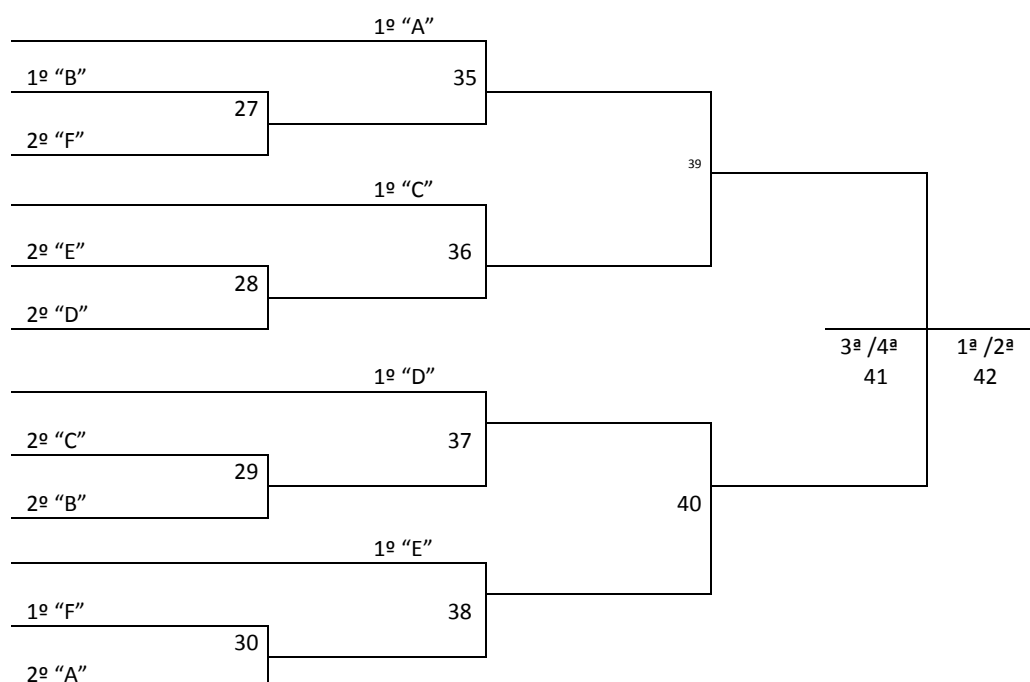 1º “A”
1º “B”
35
27
2º “F”
39
1º “C”
2º “E”
36
28
2º “D”
3ª /4ª
1ª /2ª
41
42
1º “D”
2º “C”
37
29
2º “B”
40
1º “E”
1º “F”
38
30
2º “A”